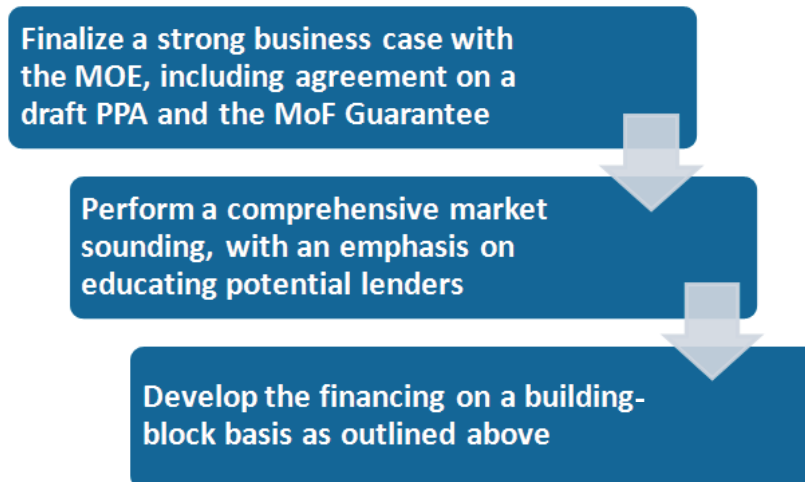 Finalize a strong business case with
the MOE, including agreement on a
draft PPA and the MoF Guarantee
Perform a comprehensive market
sounding, with an emphasis on
educating potential lenders
Develop the financing on a building-
block basis as outlined above